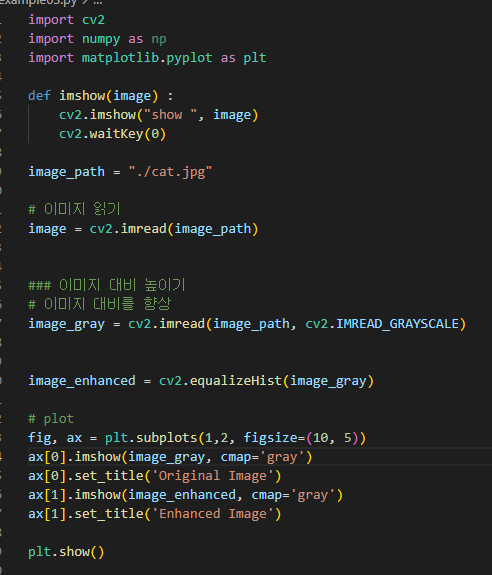 example03.py > ...
import cv2
import numpy as np
import matplotlib.pyplot as plt
def imshow(image) :
cv2.imshow("show ", image)
cv2.waitKey(0)
image_path = "./cat.jpg"
# 이미지 읽기
image = cv2.imread(image_path)
### 이미지 대비 높이기
# 이미지 대비를 향상
image_gray = cv2.imread(image_path, cv2.IMREAD_GRAYSCALE)
image_enhanced = cv2.equalizeHist(image_gray)
# plot
fig, ax = plt.subplots(1,2, figsize=(10, 5))
ax[0].imshow(image_gray, cmap='gray')
ax[0].set_title('Original Image')
ax[1].imshow(image_enhanced, cmap='gray')
ax[1].set_title('Enhanced Image')
plt.show()